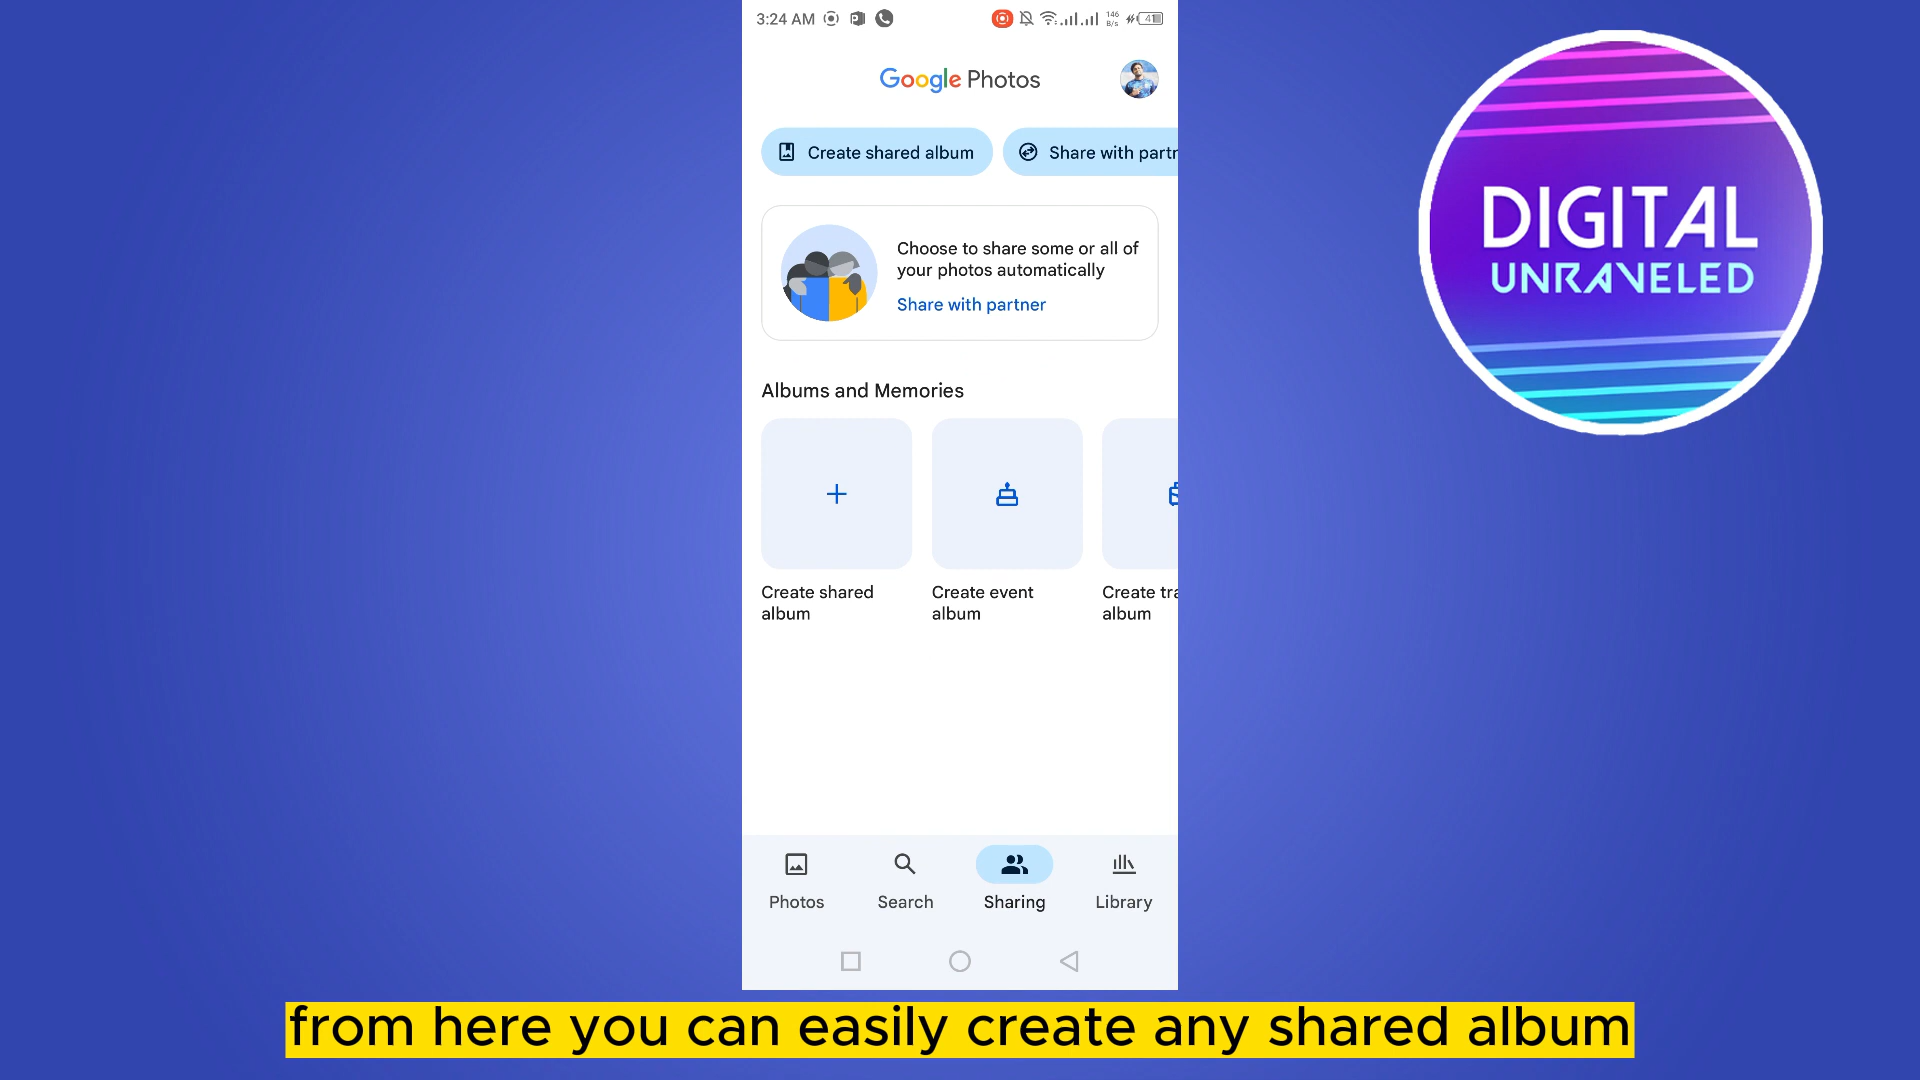 3:24 AM
146
B/s
41
Google Photos
Create shared album
Share with partr
Choose to share some or all of
your photos automatically
Share with partner
Albums and Memories
Create shared
album
Create event
album
Create tra
album
Photos
Search
Sharing
Library
DIGITAL
UNRAVELED
from here you can easily create any shared album